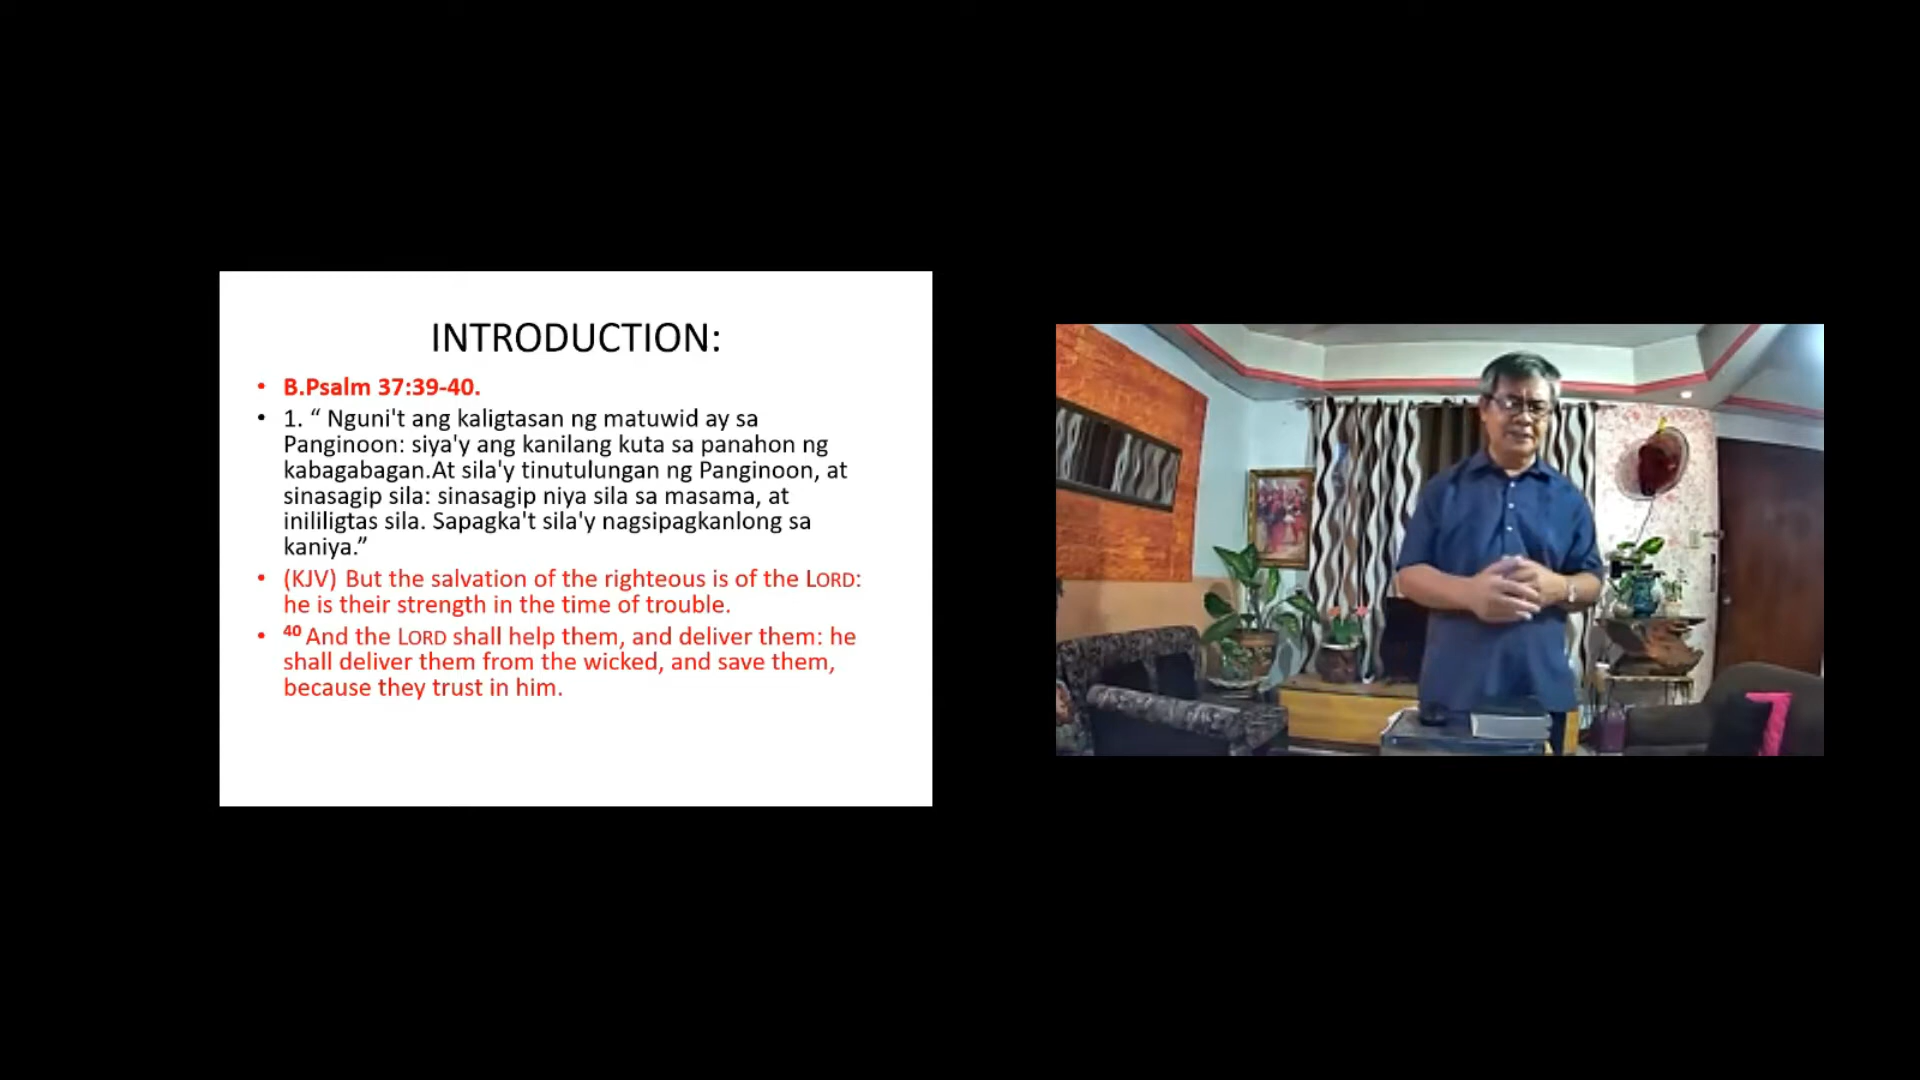 INTRODUCTION:
• B.Psalm 37:39-40.
• 1. “ Nguni't ang kaligtasan ng matuwid ay sa
Panginoon: siya'y ang kanilang kuta sa panahon ng
kabagabagan.At sila'y tinutulungan ng Panginoon, at
sinasagip sila: sinasagip niya sila sa masama, at
inililigtas sila. Sapagka't sila'y nagsipagkanlong sa
kaniya.”
• (KJV) But the salvation of the righteous is of the LORD:
he is their strength in the time of trouble.
• 40 And the LORD shall help them, and deliver them: he
shall deliver them from the wicked, and save them,
because they trust in him.